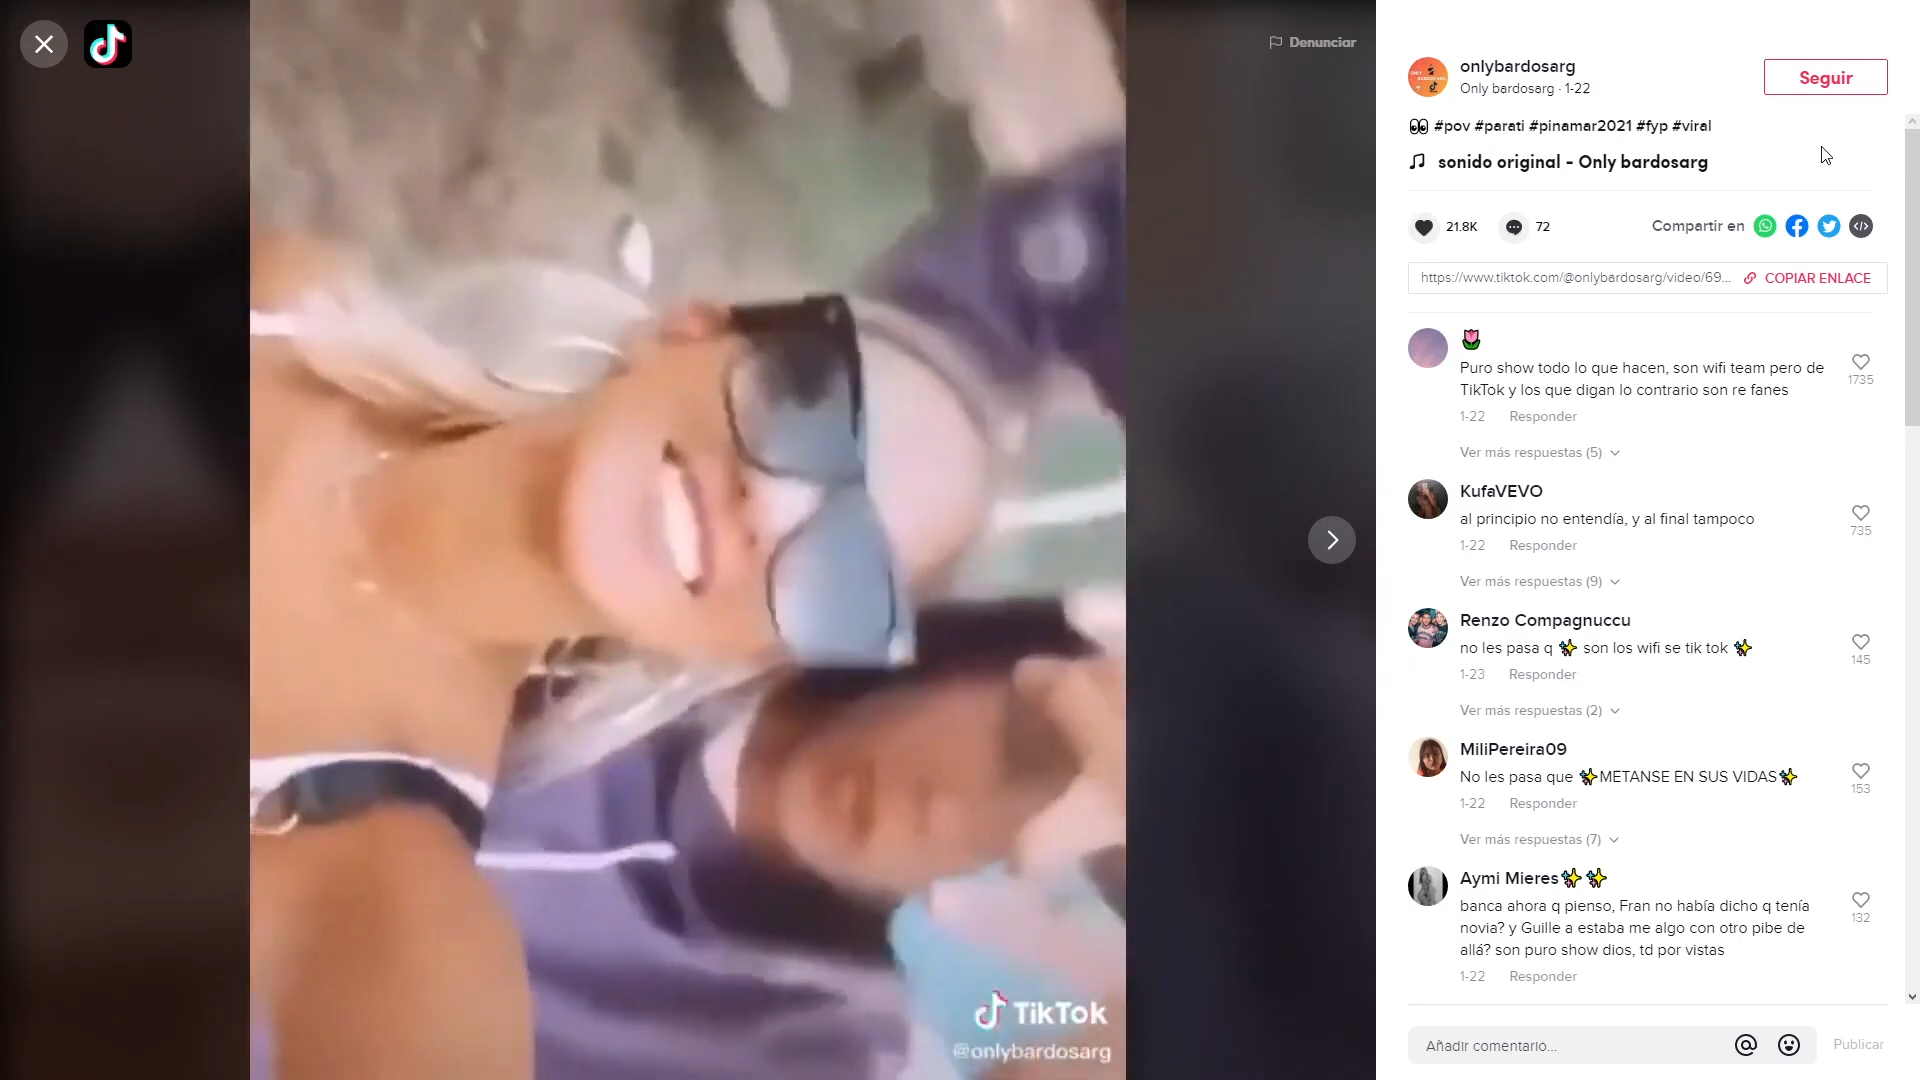 Denunciar
onlybardosarg
Only bardosarg · 1-22
Seguir
👀 #pov #parati #pinamar2021 #fyp #viral
sonido original - Only bardosarg
21.8K
72
Compartir en
https://www.tiktok.com/@onlybardosarg/video/69...
COPIAR ENLACE
🌷
Puro show todo lo que hacen, son wifi team pero de
TikTok y los que digan lo contrario son re fanes
1735
1-22 Responder
Ver más respuestas (5)
KufaVEVO
al principio no entendía, y al final tampoco
735
1-22 Responder
Ver más respuestas (9)
Renzo Compagnuccu
no les pasa q ✨ son los wifi se tik tok ✨
145
1-23 Responder
Ver más respuestas (2)
MiliPereira09
No les pasa que ✨METANSE EN SUS VIDAS✨
153
1-22 Responder
Ver más respuestas (7)
Aymi Mieres✨✨
banca ahora q pienso, Fran no había dicho q tenía
novia? y Guille a estaba me algo con otro pibe de
allá? son puro show dios, td por vistas
132
1-22 Responder
TikTok
@onlybardosarg
Añadir comentario...
Publicar